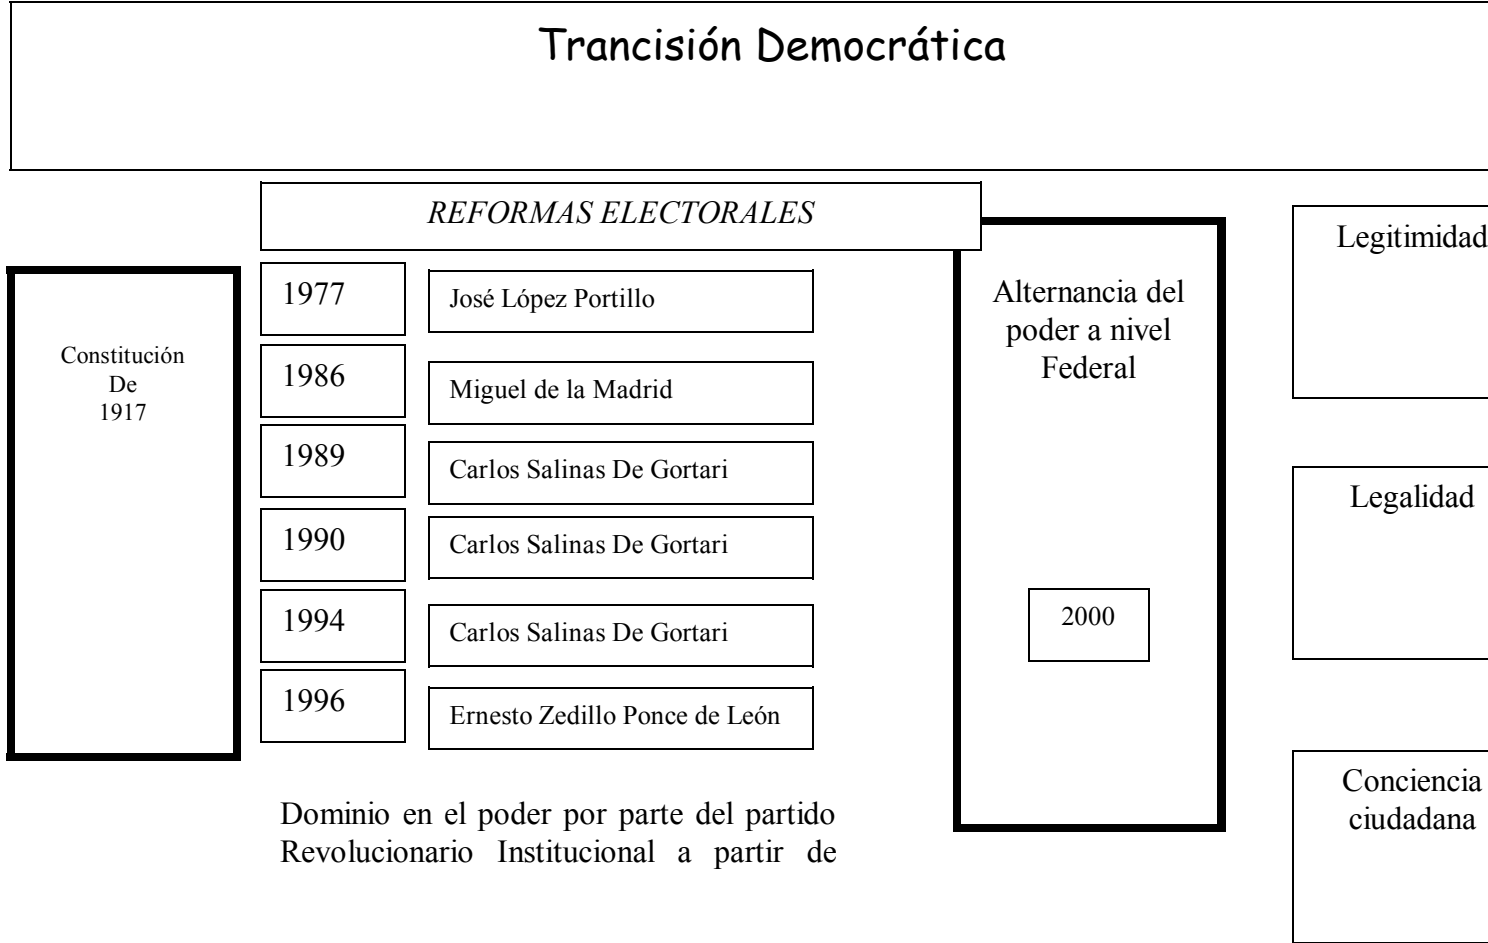 Trancisión Democrática
REFORMAS ELECTORALES
Constitución
De
1917
1977
José López Portillo
1986
Miguel de la Madrid
1989
Carlos Salinas De Gortari
1990
Carlos Salinas De Gortari
1994
Carlos Salinas De Gortari
1996
Ernesto Zedillo Ponce de León
Dominio en el poder por parte del partido
Revolucionario Institucional a partir de
Alternancia del
poder a nivel
Federal
2000
Legitimidad
Legalidad
Conciencia
ciudadana